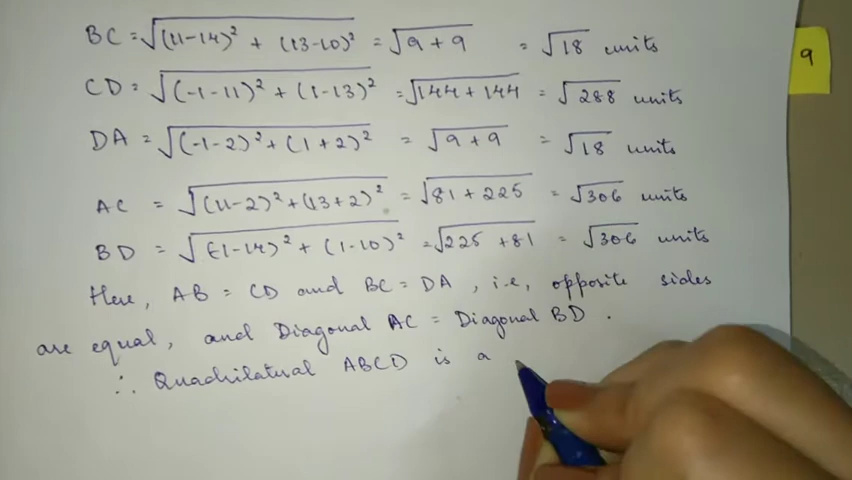 BC = √(11-14)² + (13-10)² = √9+9 = √18 units
9
CD = √(-1-11)² + (1-13)² = √144+144 = √288 units
DA = √(-1-2)² + (1+2)² = √9+9 = √18 units
AC = √(11-2)² + (13+2)² = √81+225 = √306 units
BD = √(-1-14)² + (1-10)² = √225+81 = √306 units
Here, AB = CD and BC = DA, i.e, opposite sides
are equal, and Diagonal AC = Diagonal BD.
∴ Quadrilateral ABCD is a